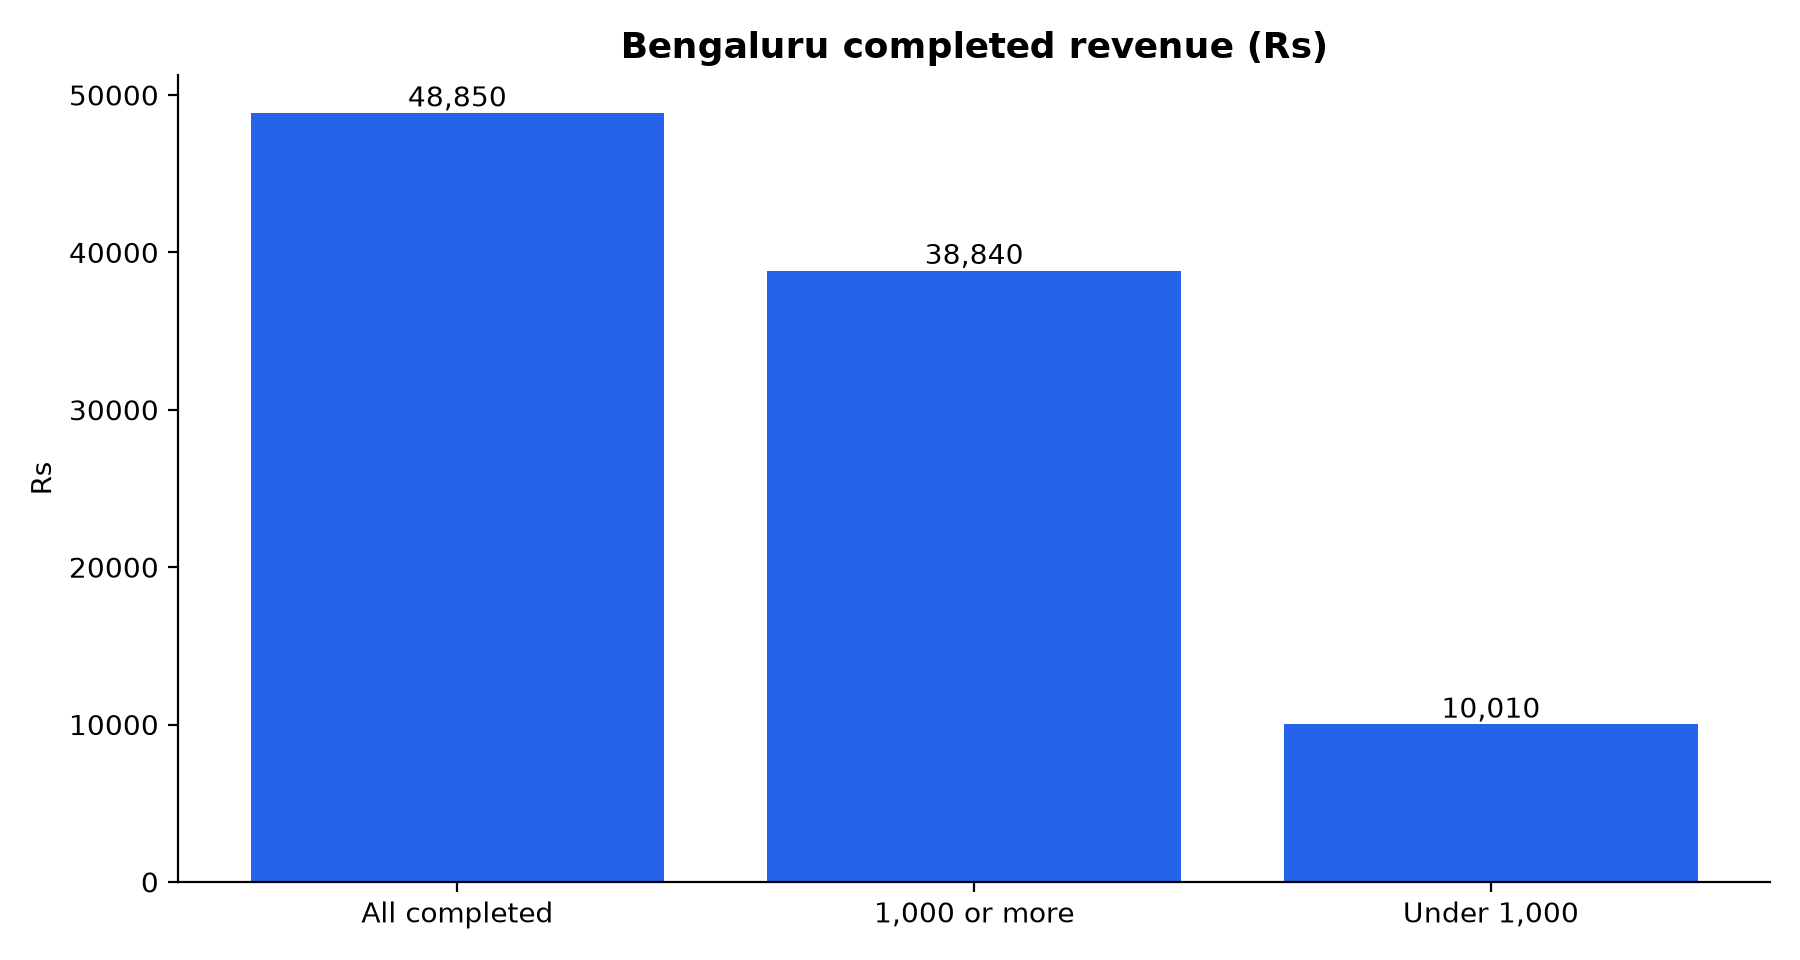 Bengaluru completed revenue (Rs)
50000
40000
30000
20000
10000
0
Rs
48,850
38,840
10,010
All completed
1,000 or more
Under 1,000